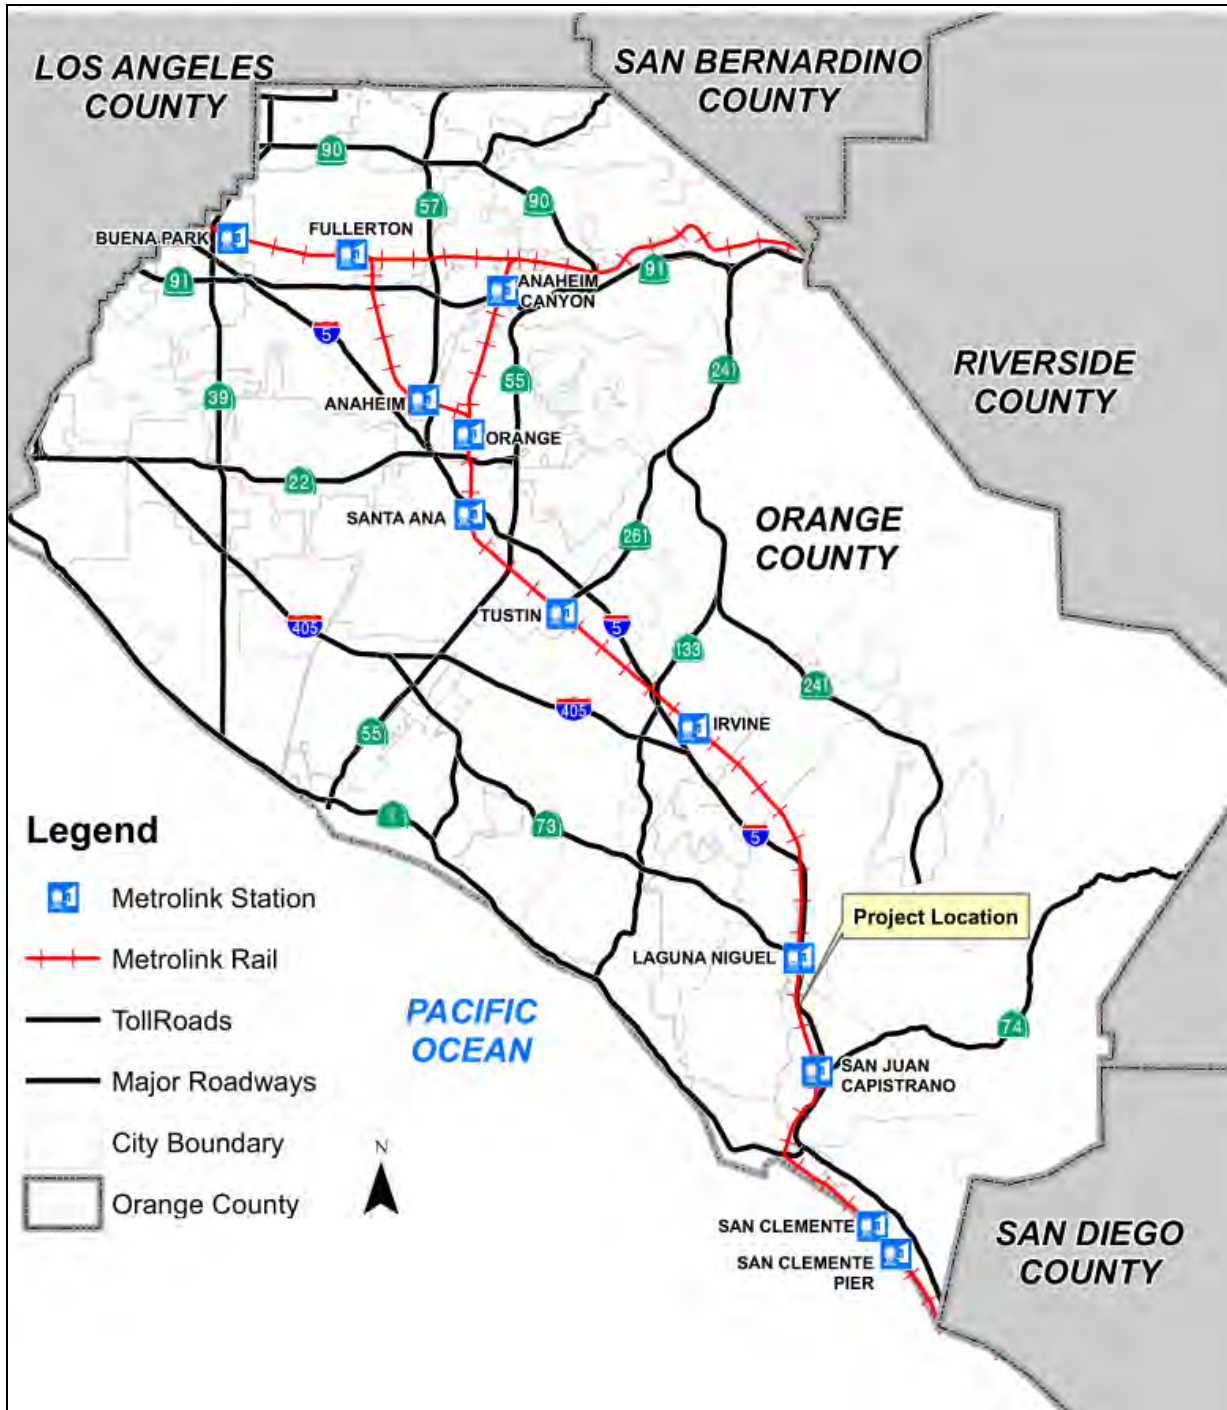 LOS ANGELES
COUNTY
SAN BERNARDINO
COUNTY
90
57
90
BUENA PARK
FULLERTON
91
91
ANAHEIM
CANYON
5
RIVERSIDE
COUNTY
241
55
39
ANAHEIM
ORANGE
22
SANTA ANA
ORANGE
COUNTY
261
TUSTIN
405
5
133
241
405
IRVINE
55
73
5
Legend
Metrolink Station
Metrolink Rail
TollRoads
Major Roadways
City Boundary
Orange County
Project Location
LAGUNA NIGUEL
PACIFIC
OCEAN
74
SAN JUAN
CAPISTRANO
N
SAN CLEMENTE
SAN CLEMENTE
PIER
SAN DIEGO
COUNTY